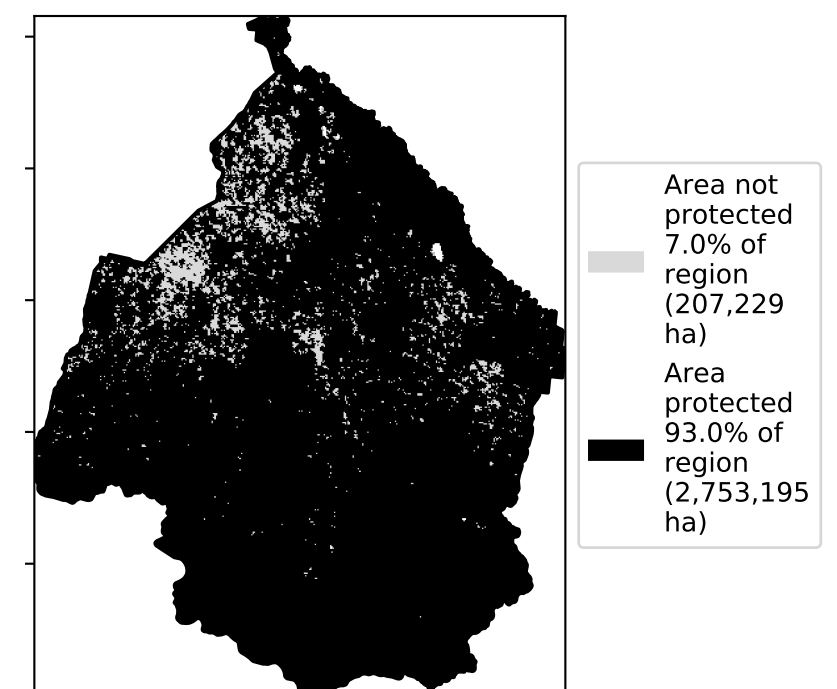 Area not
protected
7.0% of
region
(207,229
ha)
Area
protected
93.0% of
region
(2,753,195
ha)